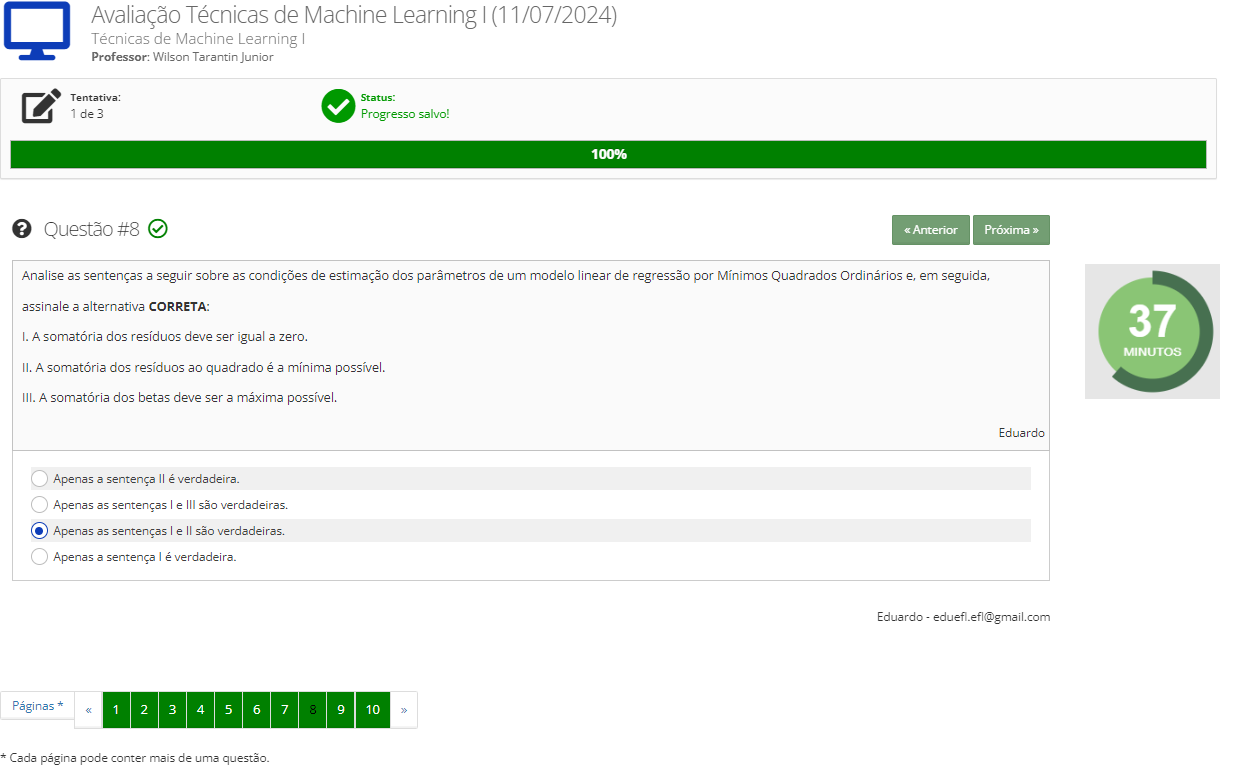 Avaliação Técnicas de Machine Learning I (11/07/2024)
Técnicas de Machine Learning I
Professor: Wilson Tarantin Junior
Tentativa:
1 de 3
Status:
Progresso salvo!
100%
Questão #8
« Anterior
Próxima »
Analise as sentenças a seguir sobre as condições de estimação dos parâmetros de um modelo linear de regressão por Mínimos Quadrados Ordinários e, em seguida,
assinale a alternativa CORRETA:
I. A somatória dos resíduos deve ser igual a zero.
II. A somatória dos resíduos ao quadrado é a mínima possível.
III. A somatória dos betas deve ser a máxima possível.
Eduardo
37
MINUTOS
Apenas a sentença II é verdadeira.
Apenas as sentenças I e III são verdadeiras.
Apenas as sentenças I e II são verdadeiras.
Apenas a sentença I é verdadeira.
Eduardo - eduefl.efl@gmail.com
Páginas * « 1 2 3 4 5 6 7 8 9 10 »
* Cada página pode conter mais de uma questão.